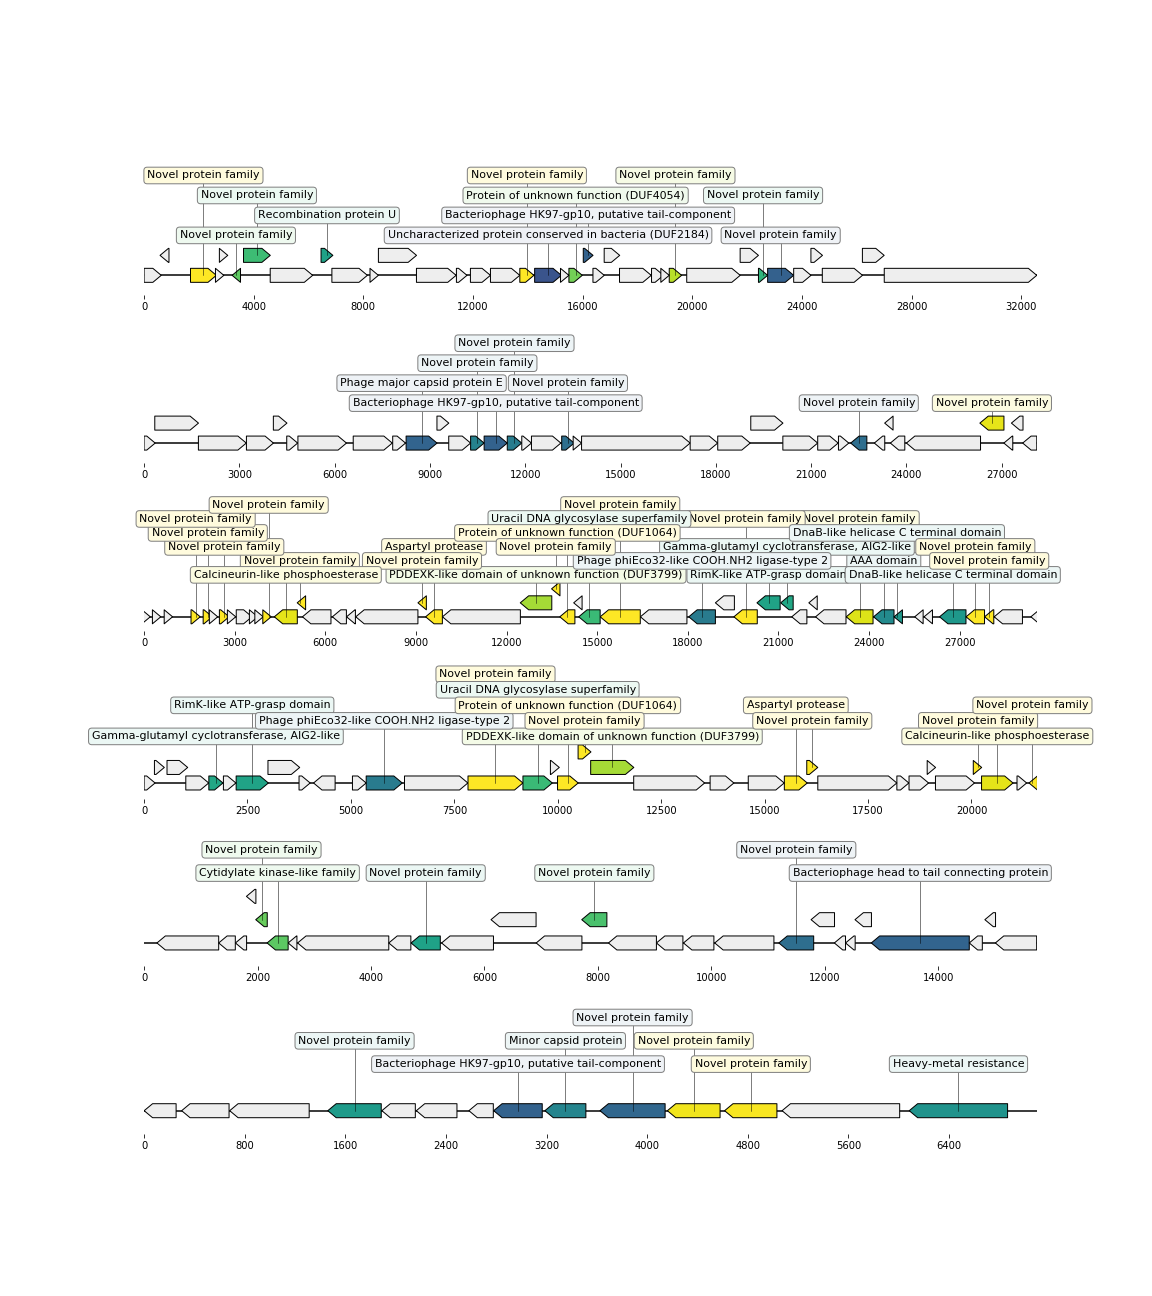 Novel protein family Novel protein family Novel protein family
Novel protein family Protein of unknown function (DUF4054) Novel protein family
Recombination protein U Bacteriophage HK97-gp10, putative tail-component
Novel protein family Uncharacterized protein conserved in bacteria (DUF2184) Novel protein family
0 4000 8000 12000 16000 20000 24000 28000 32000
Novel protein family
Novel protein family
Phage major capsid protein E Novel protein family
Bacteriophage HK97-gp10, putative tail-component Novel protein family Novel protein family
0 3000 6000 9000 12000 15000 18000 21000 24000 27000
Novel protein family Novel protein family
Novel protein family Uracil DNA glycosylase superfamily Novel protein family Novel protein family
Novel protein family Protein of unknown function (DUF1064) DnaB-like helicase C terminal domain
Novel protein family Aspartyl protease Novel protein family Gamma-glutamyl cyclotransferase, AIG2-like Novel protein family
Novel protein family Novel protein family Phage phiEco32-like COOH.NH2 ligase-type 2 AAA domain Novel protein family
Calcineurin-like phosphoesterase PDDEXK-like domain of unknown function (DUF3799) RimK-like ATP-grasp domain DnaB-like helicase C terminal domain
0 3000 6000 9000 12000 15000 18000 21000 24000 27000
Novel protein family
Uracil DNA glycosylase superfamily
RimK-like ATP-grasp domain Protein of unknown function (DUF1064) Aspartyl protease Novel protein family
Phage phiEco32-like COOH.NH2 ligase-type 2 Novel protein family Novel protein family Novel protein family
Gamma-glutamyl cyclotransferase, AIG2-like PDDEXK-like domain of unknown function (DUF3799) Calcineurin-like phosphoesterase
0 2500 5000 7500 10000 12500 15000 17500 20000
Novel protein family Novel protein family
Cytidylate kinase-like family Novel protein family Novel protein family Bacteriophage head to tail connecting protein
0 2000 4000 6000 8000 10000 12000 14000
Novel protein family
Novel protein family Minor capsid protein Novel protein family
Bacteriophage HK97-gp10, putative tail-component Novel protein family Heavy-metal resistance
0 800 1600 2400 3200 4000 4800 5600 6400